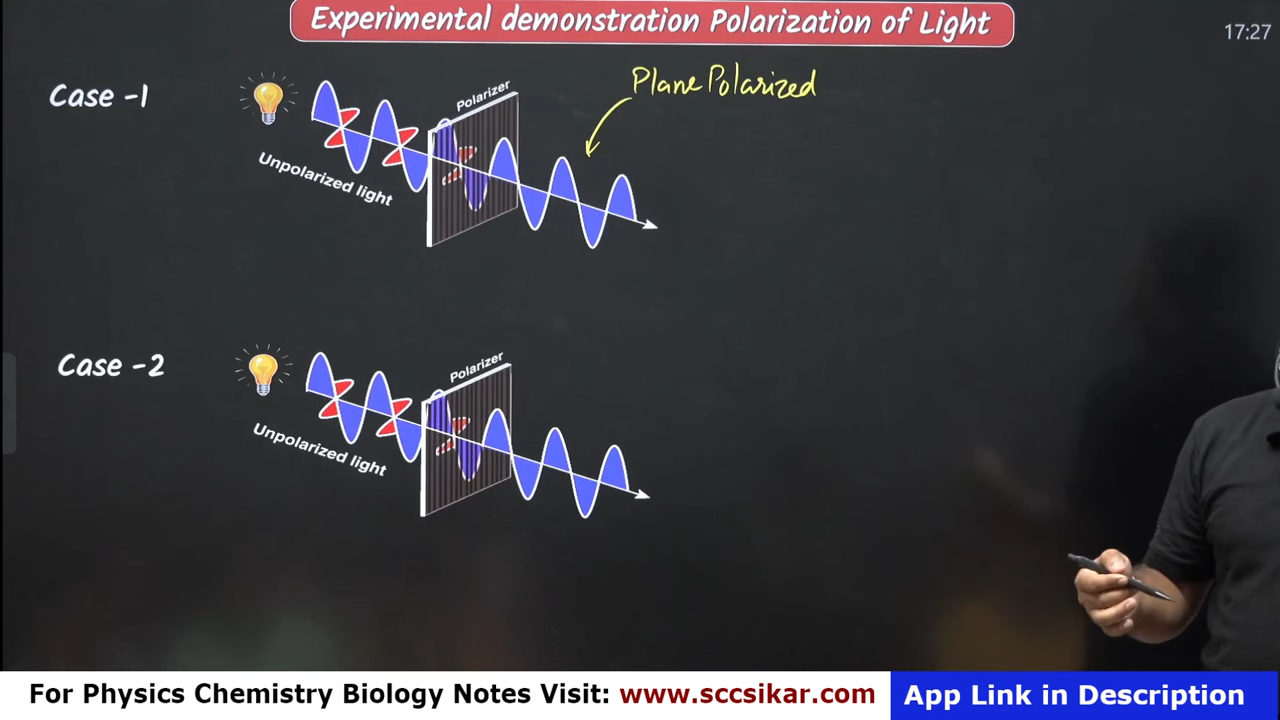 Experimental demonstration Polarization of Light
17:27
Case -1
Polarizer
Plane Polarized
Unpolarized light
Case -2
Polarizer
Unpolarized light
For Physics Chemistry Biology Notes Visit: www.sccsikar.com
App Link in Description